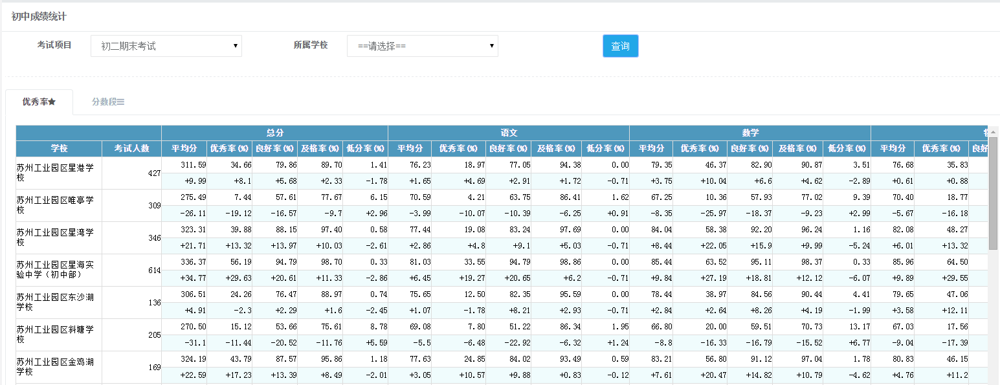 初中成绩统计
考试项目 初二期末考试 所属学校 ==请选择== 查询
优秀率★ 分数段
总分 语文 数学
学校 考试人数 平均分 优秀率(%) 良好率(%) 及格率(%) 低分率(%) 平均分 优秀率(%) 良好率(%) 及格率(%) 低分率(%) 平均分 优秀率(%) 良好率(%) 及格率(%) 低分率(%) 平均分 优秀率(%) 良好
苏州工业园区星港学校 427 311.59 34.66 79.86 89.70 1.41 76.23 18.97 77.05 94.38 0.00 79.35 46.37 82.90 90.87 3.51 76.68 35.83
+9.99 +8.1 +5.68 +2.33 -1.78 +1.65 +4.69 +2.91 +1.72 -0.71 +3.75 +10.04 +6.6 +4.62 -2.89 +0.61 +0.88
苏州工业园区唯亭学校 309 275.49 7.44 57.61 77.67 6.15 70.59 4.21 63.75 86.41 1.62 67.25 10.36 57.93 77.02 9.39 70.40 18.77
-26.11 -19.12 -16.57 -9.7 +2.96 -3.99 -10.07 -10.39 -6.25 +0.91 -8.35 -25.97 -18.37 -9.23 +2.99 -5.67 -16.18
苏州工业园区星湾学校 346 323.31 39.88 88.15 97.40 0.58 77.44 19.08 83.24 97.69 0.00 84.04 58.38 92.20 96.24 1.16 82.08 48.27
+21.71 +13.32 +13.97 +10.03 -2.61 +2.86 +4.8 +9.1 +5.03 -0.71 +8.44 +22.05 +15.9 +9.99 -5.24 +6.01 +13.32
苏州工业园区星海实验中学（初中部） 614 336.37 56.19 94.79 98.70 0.33 81.03 33.55 94.79 98.86 0.00 85.44 63.52 95.11 98.37 0.33 85.96 64.50
+34.77 +29.63 +20.61 +11.33 -2.86 +6.45 +19.27 +20.65 +6.2 -0.71 +9.84 +27.19 +18.81 +12.12 -6.07 +9.89 +29.55
苏州工业园区东沙湖学校 136 306.51 24.26 76.47 88.97 0.74 75.65 12.50 82.35 95.59 0.00 78.44 38.97 84.56 90.44 4.41 79.65 47.06
+4.91 -2.3 +2.29 +1.6 -2.45 +1.07 -1.78 +8.21 +2.93 -0.71 +2.84 +2.64 +8.26 +4.19 -1.99 +3.58 +12.11
苏州工业园区斜塘学校 205 270.50 15.12 53.66 75.61 8.78 69.08 7.80 51.22 86.34 1.95 66.80 20.00 59.51 70.73 13.17 67.03 17.56
-31.1 -11.44 -20.52 -11.76 +5.59 -5.5 -6.48 -22.92 -6.32 +1.24 -8.8 -16.33 -16.79 -15.52 +6.77 -9.04 -17.39
苏州工业园区金鸡湖学校 169 324.19 43.79 87.57 95.86 1.18 77.63 24.85 84.02 93.49 0.59 83.21 56.80 91.12 97.04 1.78 80.83 46.15
+22.59 +17.23 +13.39 +8.49 -2.01 +3.05 +10.57 +9.88 +0.83 -0.12 +7.61 +20.47 +14.82 +10.79 -4.62 +4.76 +11.2